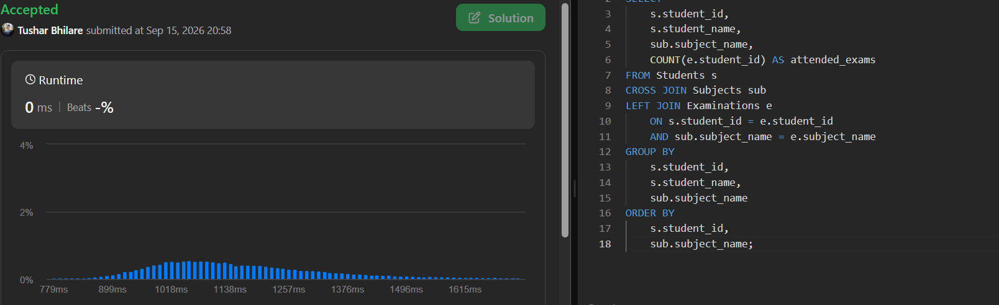 Accepted
Tushar Bhilare submitted at Sep 15, 2026 20:58
Solution
Runtime
0 ms | Beats -%
4%
2%
0%
779ms 899ms 1018ms 1138ms 1257ms 1376ms 1496ms 1615ms
2 SELECT
3 s.student_id,
4 s.student_name,
5 sub.subject_name,
6 COUNT(e.student_id) AS attended_exams
7 FROM Students s
8 CROSS JOIN Subjects sub
9 LEFT JOIN Examinations e
10 ON s.student_id = e.student_id
11 AND sub.subject_name = e.subject_name
12 GROUP BY
13 s.student_id,
14 s.student_name,
15 sub.subject_name
16 ORDER BY
17 s.student_id,
18 sub.subject_name;